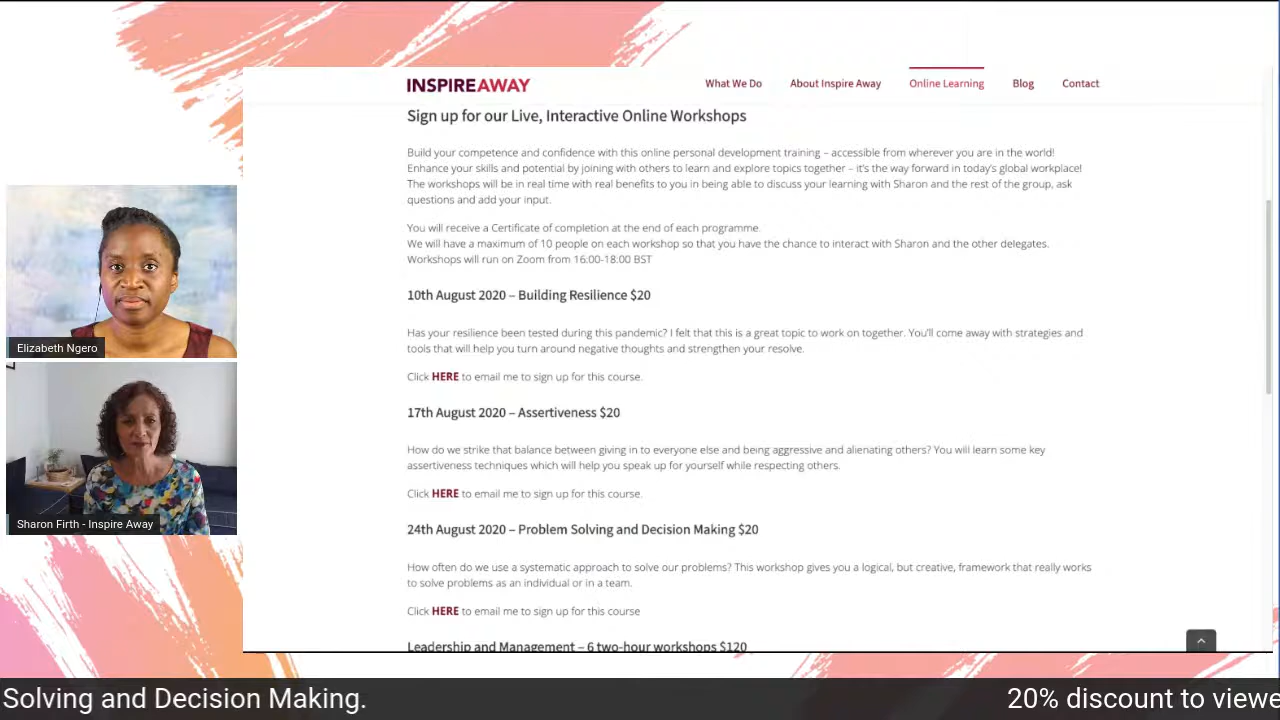 INSPIREAWAY
What We Do
About Inspire Away
Online Learning
Blog
Contact
Sign up for our Live, Interactive Online Workshops
Build your competence and confidence with this online personal development training – accessible from wherever you are in the world!
Enhance your skills and potential by joining with others to learn and explore topics together – it's the way forward in today's global workplace!
The workshops will be in real time with real benefits to you in being able to discuss your learning with Sharon and the rest of the group, ask
questions and add your input.
You will receive a Certificate of completion at the end of each programme.
We will have a maximum of 10 people on each workshop so that you have the chance to interact with Sharon and the other delegates.
Workshops will run on Zoom from 16:00-18:00 BST
10th August 2020 – Building Resilience $20
Has your resilience been tested during this pandemic? I felt that this is a great topic to work on together. You'll come away with strategies and
tools that will help you turn around negative thoughts and strengthen your resolve.
Click HERE to email me to sign up for this course.
17th August 2020 – Assertiveness $20
How do we strike that balance between giving in to everyone else and being aggressive and alienating others? You will learn some key
assertiveness techniques which will help you speak up for yourself while respecting others.
Click HERE to email me to sign up for this course.
24th August 2020 – Problem Solving and Decision Making $20
How often do we use a systematic approach to solve our problems? This workshop gives you a logical, but creative, framework that really works
to solve problems as an individual or in a team.
Click HERE to email me to sign up for this course
Leadership and Management – 6 two-hour workshops $120
Elizabeth Ngero
Sharon Firth - Inspire Away
Solving and Decision Making.
20% discount to viewe